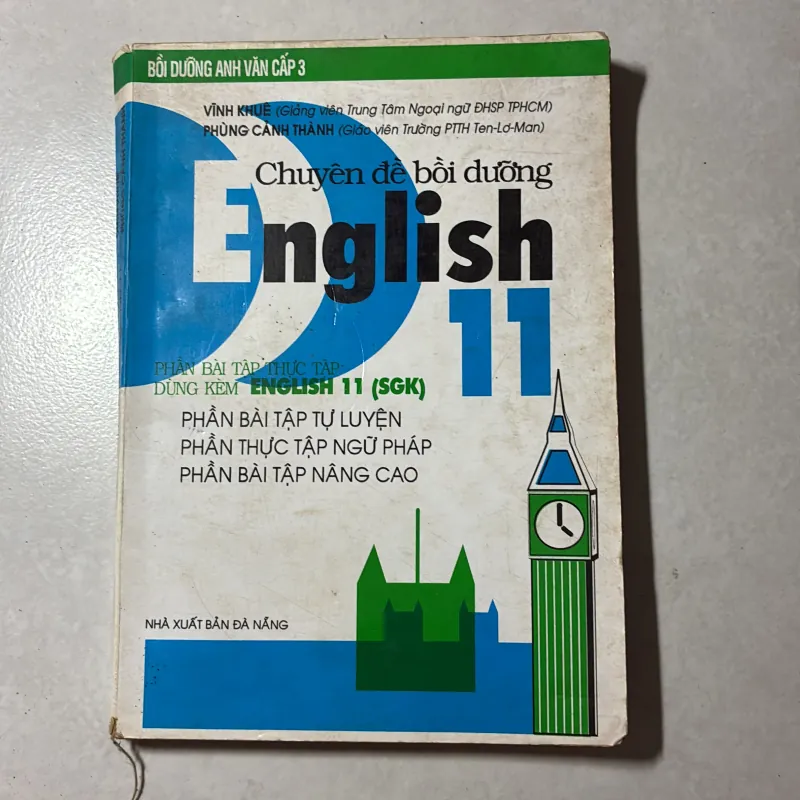 BỒI DƯỠNG ANH VĂN CẤP 3
VĨNH KHUÊ (Giảng viên Trung Tâm Ngoại ngữ ĐHSP TPHCM)
PHÙNG CẢNH THÀNH (Giáo viên Trường PTTH Ten-Lơ-Man)
Chuyên đề bồi dưỡng
English
11
PHẦN BÀI TẬP THỰC TẬP
DÙNG KÈM ENGLISH 11 (SGK)
PHẦN BÀI TẬP TỰ LUYỆN
PHẦN THỰC TẬP NGỮ PHÁP
PHẦN BÀI TẬP NÂNG CAO
NHÀ XUẤT BẢN ĐÀ NẴNG